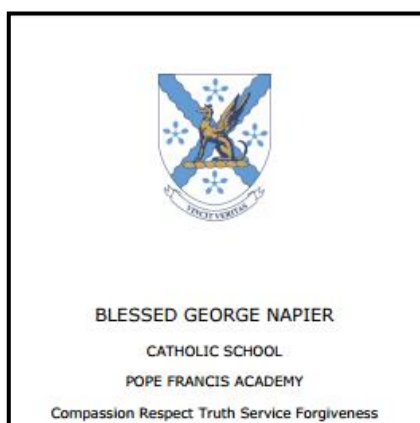 VINCIT VERITAS
BLESSED GEORGE NAPIER
CATHOLIC SCHOOL
POPE FRANCIS ACADEMY
Compassion Respect Truth Service Forgiveness